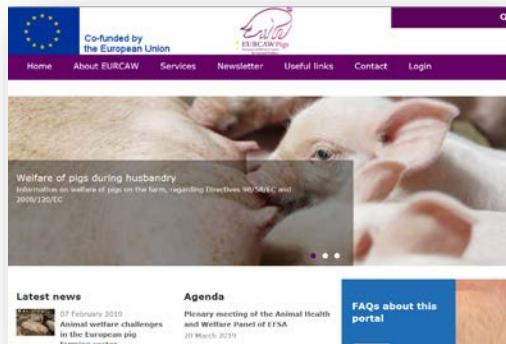 Co-funded by
the European Union
EURCAW Pigs
Home About EURCAW Services Newsletter Useful links Contact Login
Welfare of pigs during husbandry
Information on welfare of pigs on the farm, regarding Directives 98/58/EC and
2008/120/EC
Latest news
07 February 2019
Animal welfare challenges
in the European pig
farming sector
Agenda
Plenary meeting of the Animal Health
and Welfare Panel of EFSA
20 March 2019
FAQs about this
portal